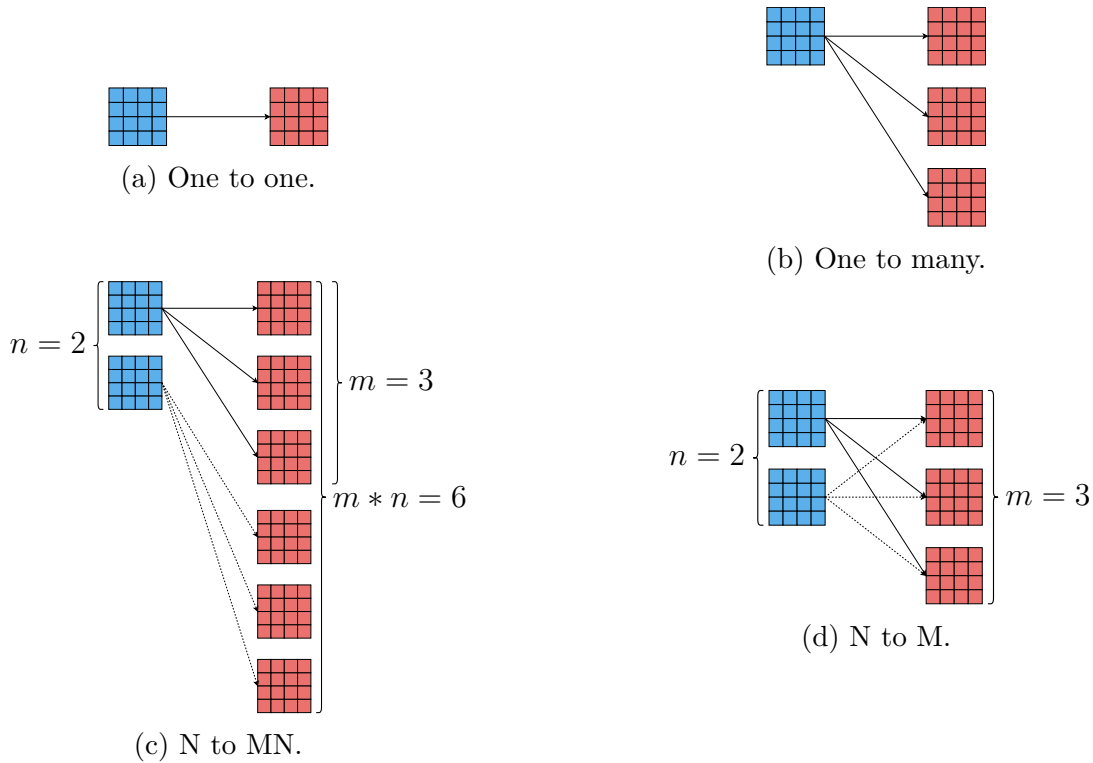 (a) One to one.
(b) One to many.
n = 2
m = 3
m ∗ n = 6
(c) N to MN.
n = 2
m = 3
(d) N to M.